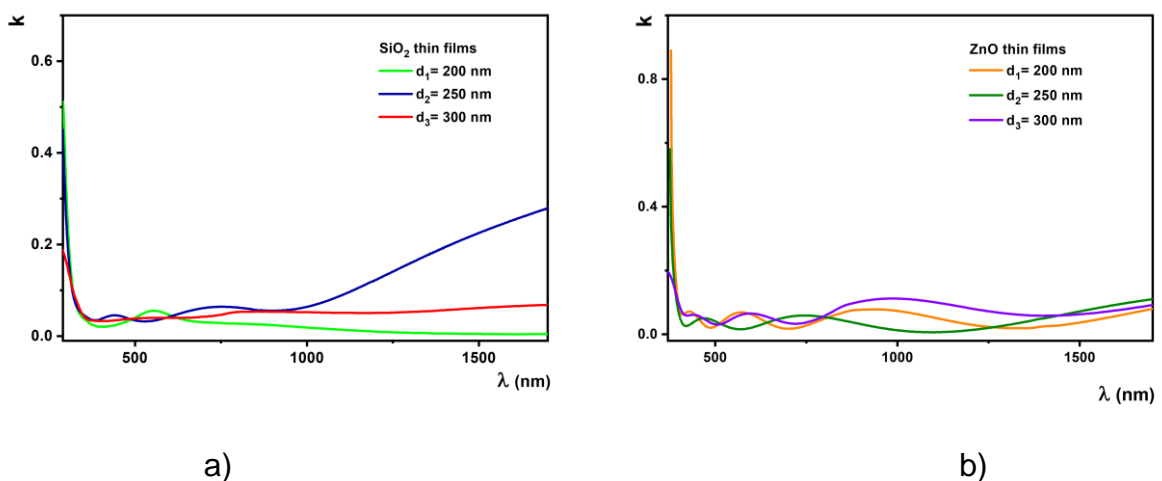 k
0.6
0.4
0.2
0.0
500
1000
1500
λ (nm)
SiO₂ thin films
d₁= 200 nm
d₂= 250 nm
d₃= 300 nm
a)
k
0.8
0.4
0.0
500
1000
1500
λ (nm)
ZnO thin films
d₁= 200 nm
d₂= 250 nm
d₃= 300 nm
b)